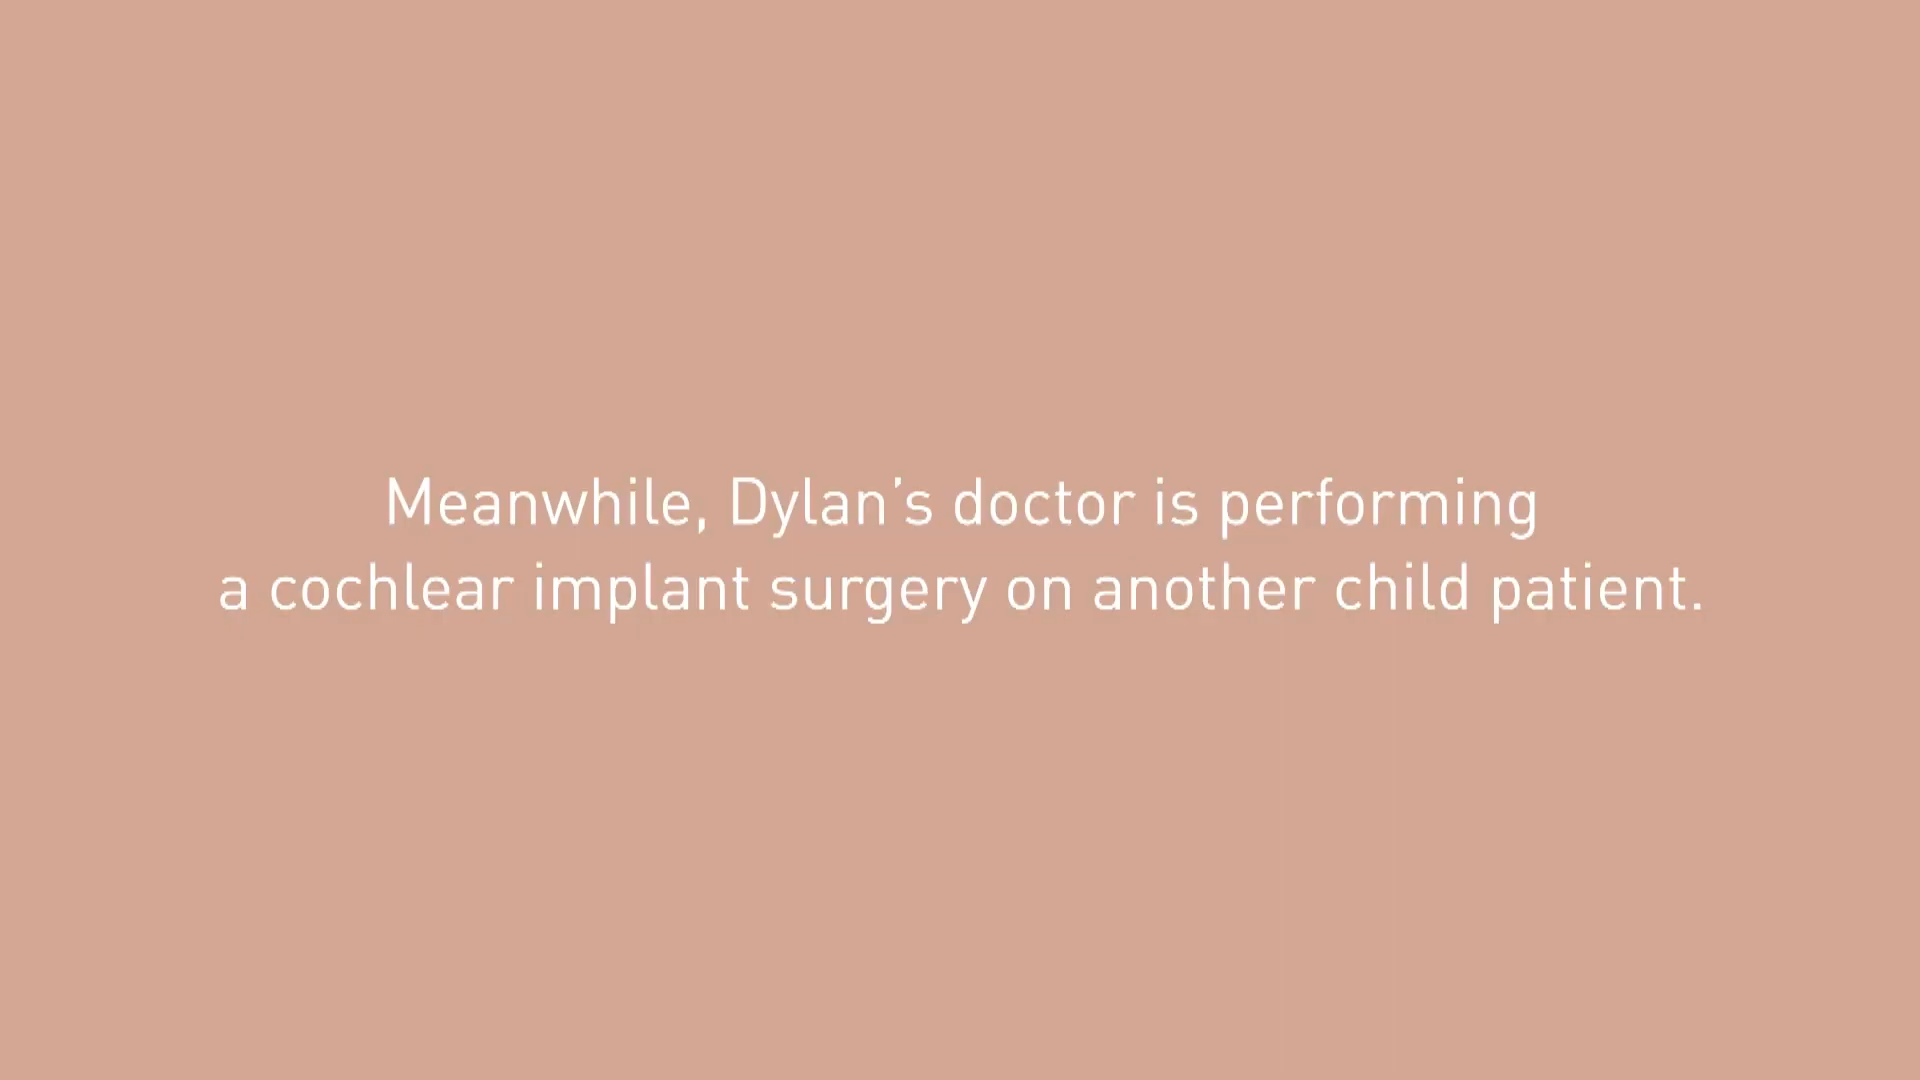 Meanwhile, Dylan’s doctor is performing
a cochlear implant surgery on another child patient.